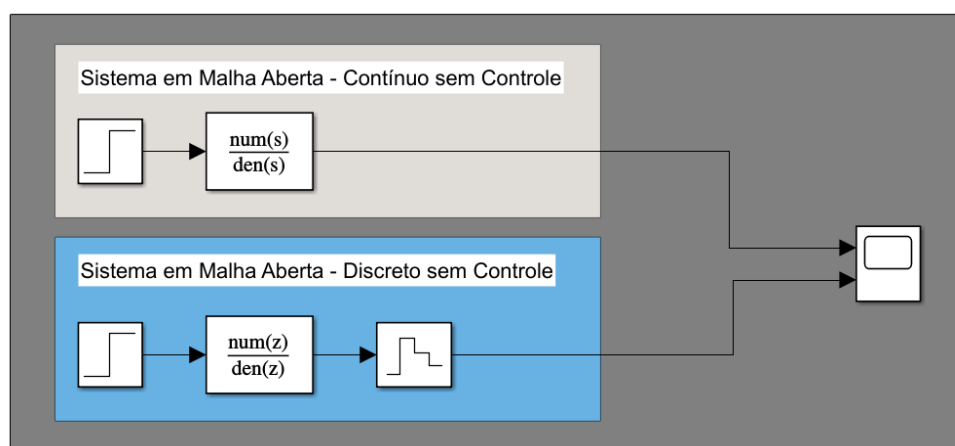 Sistema em Malha Aberta - Contínuo sem Controle
num(s)
den(s)
Sistema em Malha Aberta - Discreto sem Controle
num(z)
den(z)